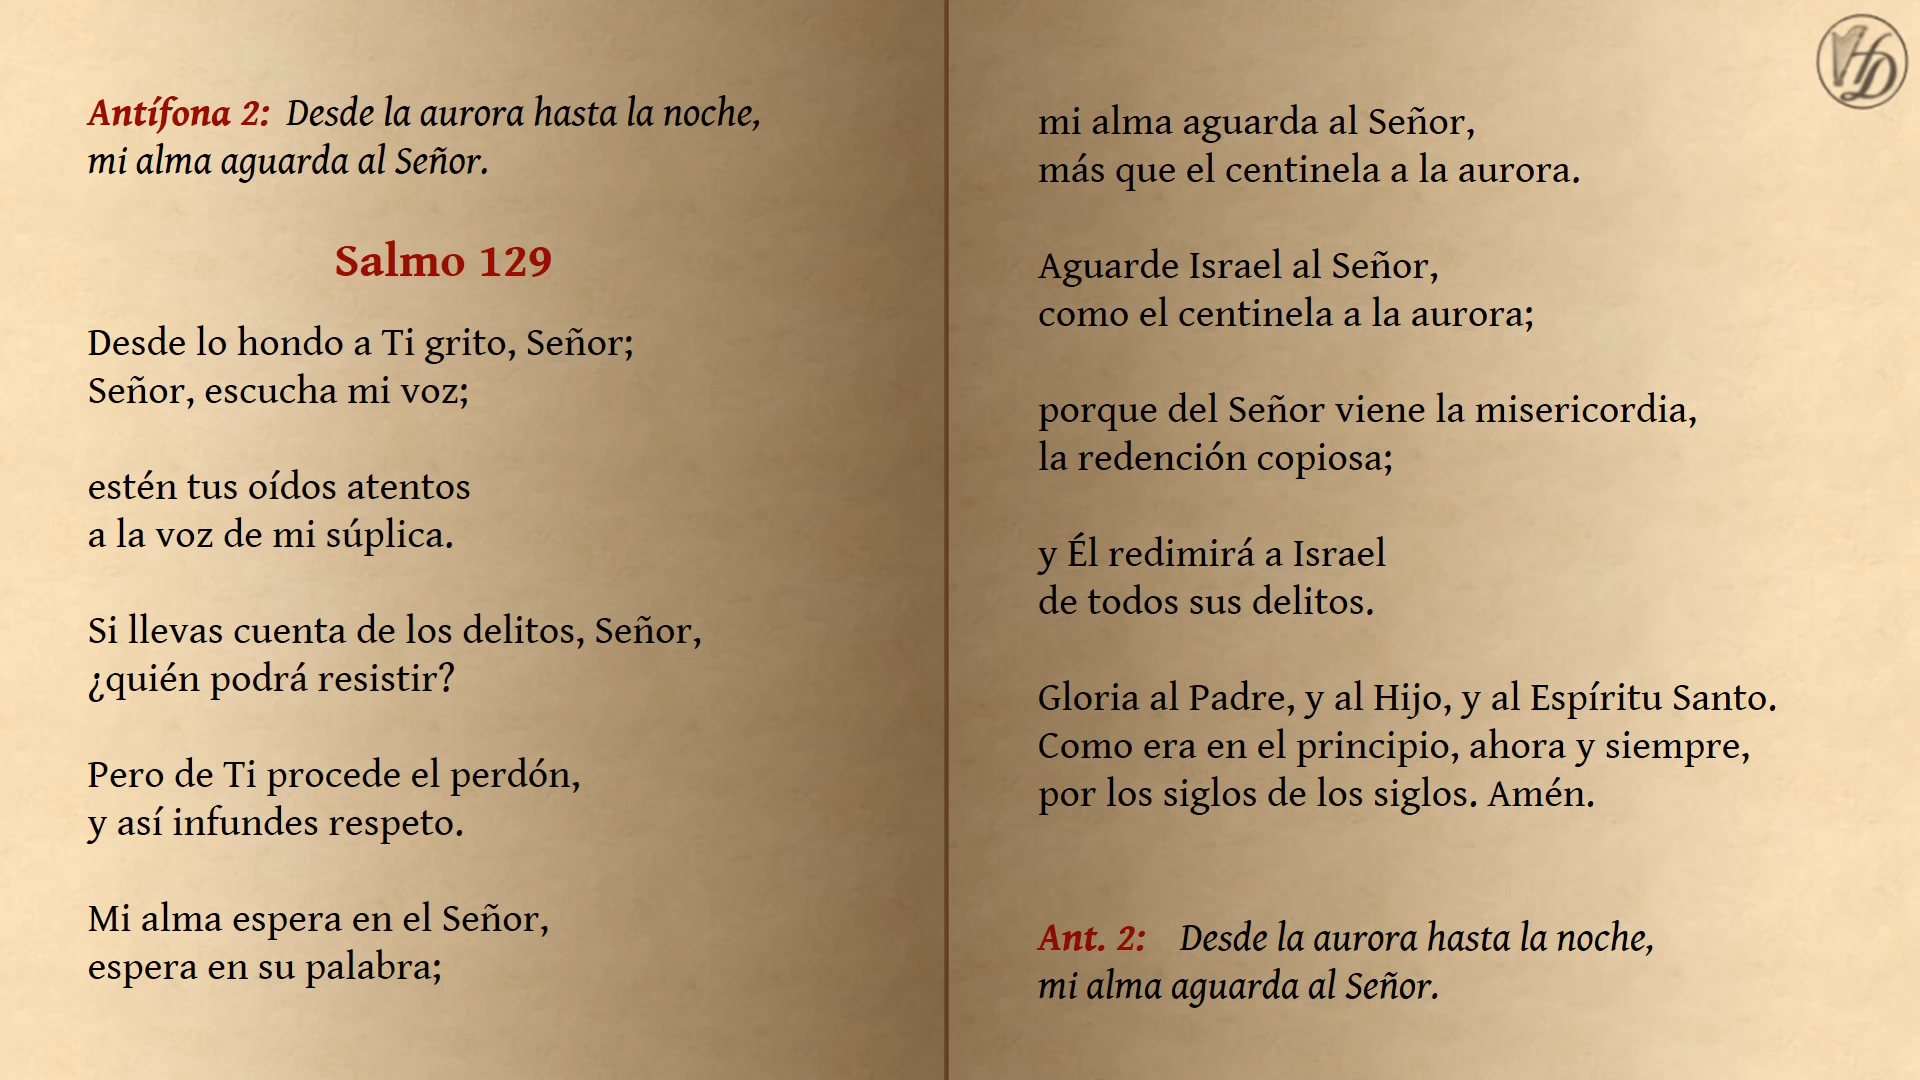 Antífona 2: Desde la aurora hasta la noche,
mi alma aguarda al Señor.
Salmo 129
Desde lo hondo a Ti grito, Señor;
Señor, escucha mi voz;
estén tus oídos atentos
a la voz de mi súplica.
Si llevas cuenta de los delitos, Señor,
¿quién podrá resistir?
Pero de Ti procede el perdón,
y así infundes respeto.
Mi alma espera en el Señor,
espera en su palabra;
mi alma aguarda al Señor,
más que el centinela a la aurora.
Aguarde Israel al Señor,
como el centinela a la aurora;
porque del Señor viene la misericordia,
la redención copiosa;
y Él redimirá a Israel
de todos sus delitos.
Gloria al Padre, y al Hijo, y al Espíritu Santo.
Como era en el principio, ahora y siempre,
por los siglos de los siglos. Amén.
Ant. 2: Desde la aurora hasta la noche,
mi alma aguarda al Señor.
HD